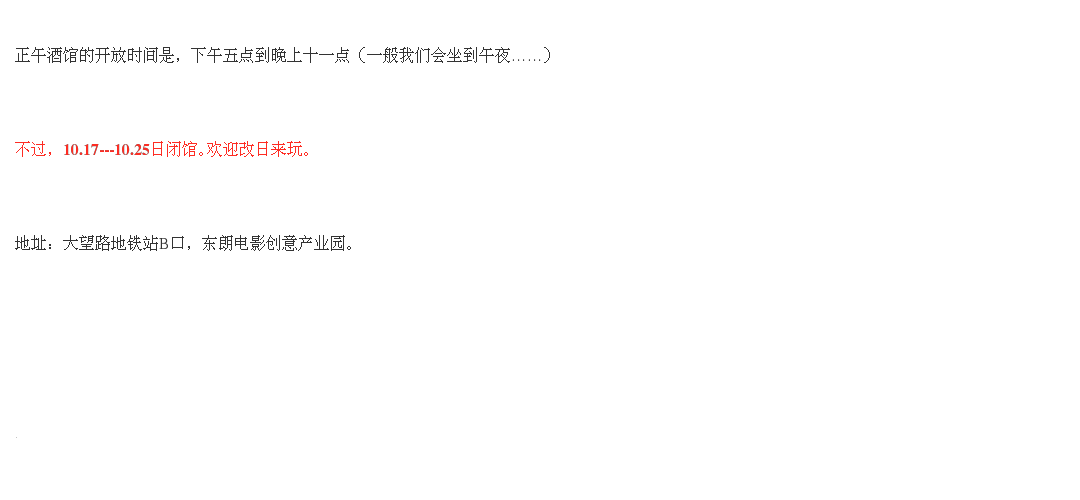 正午酒馆的开放时间是，下午五点到晚上十一点（一般我们会坐到午夜……）
不过，10.17---10.25日闭馆。欢迎改日来玩。
地址：大望路地铁站B口，东朗电影创意产业园。